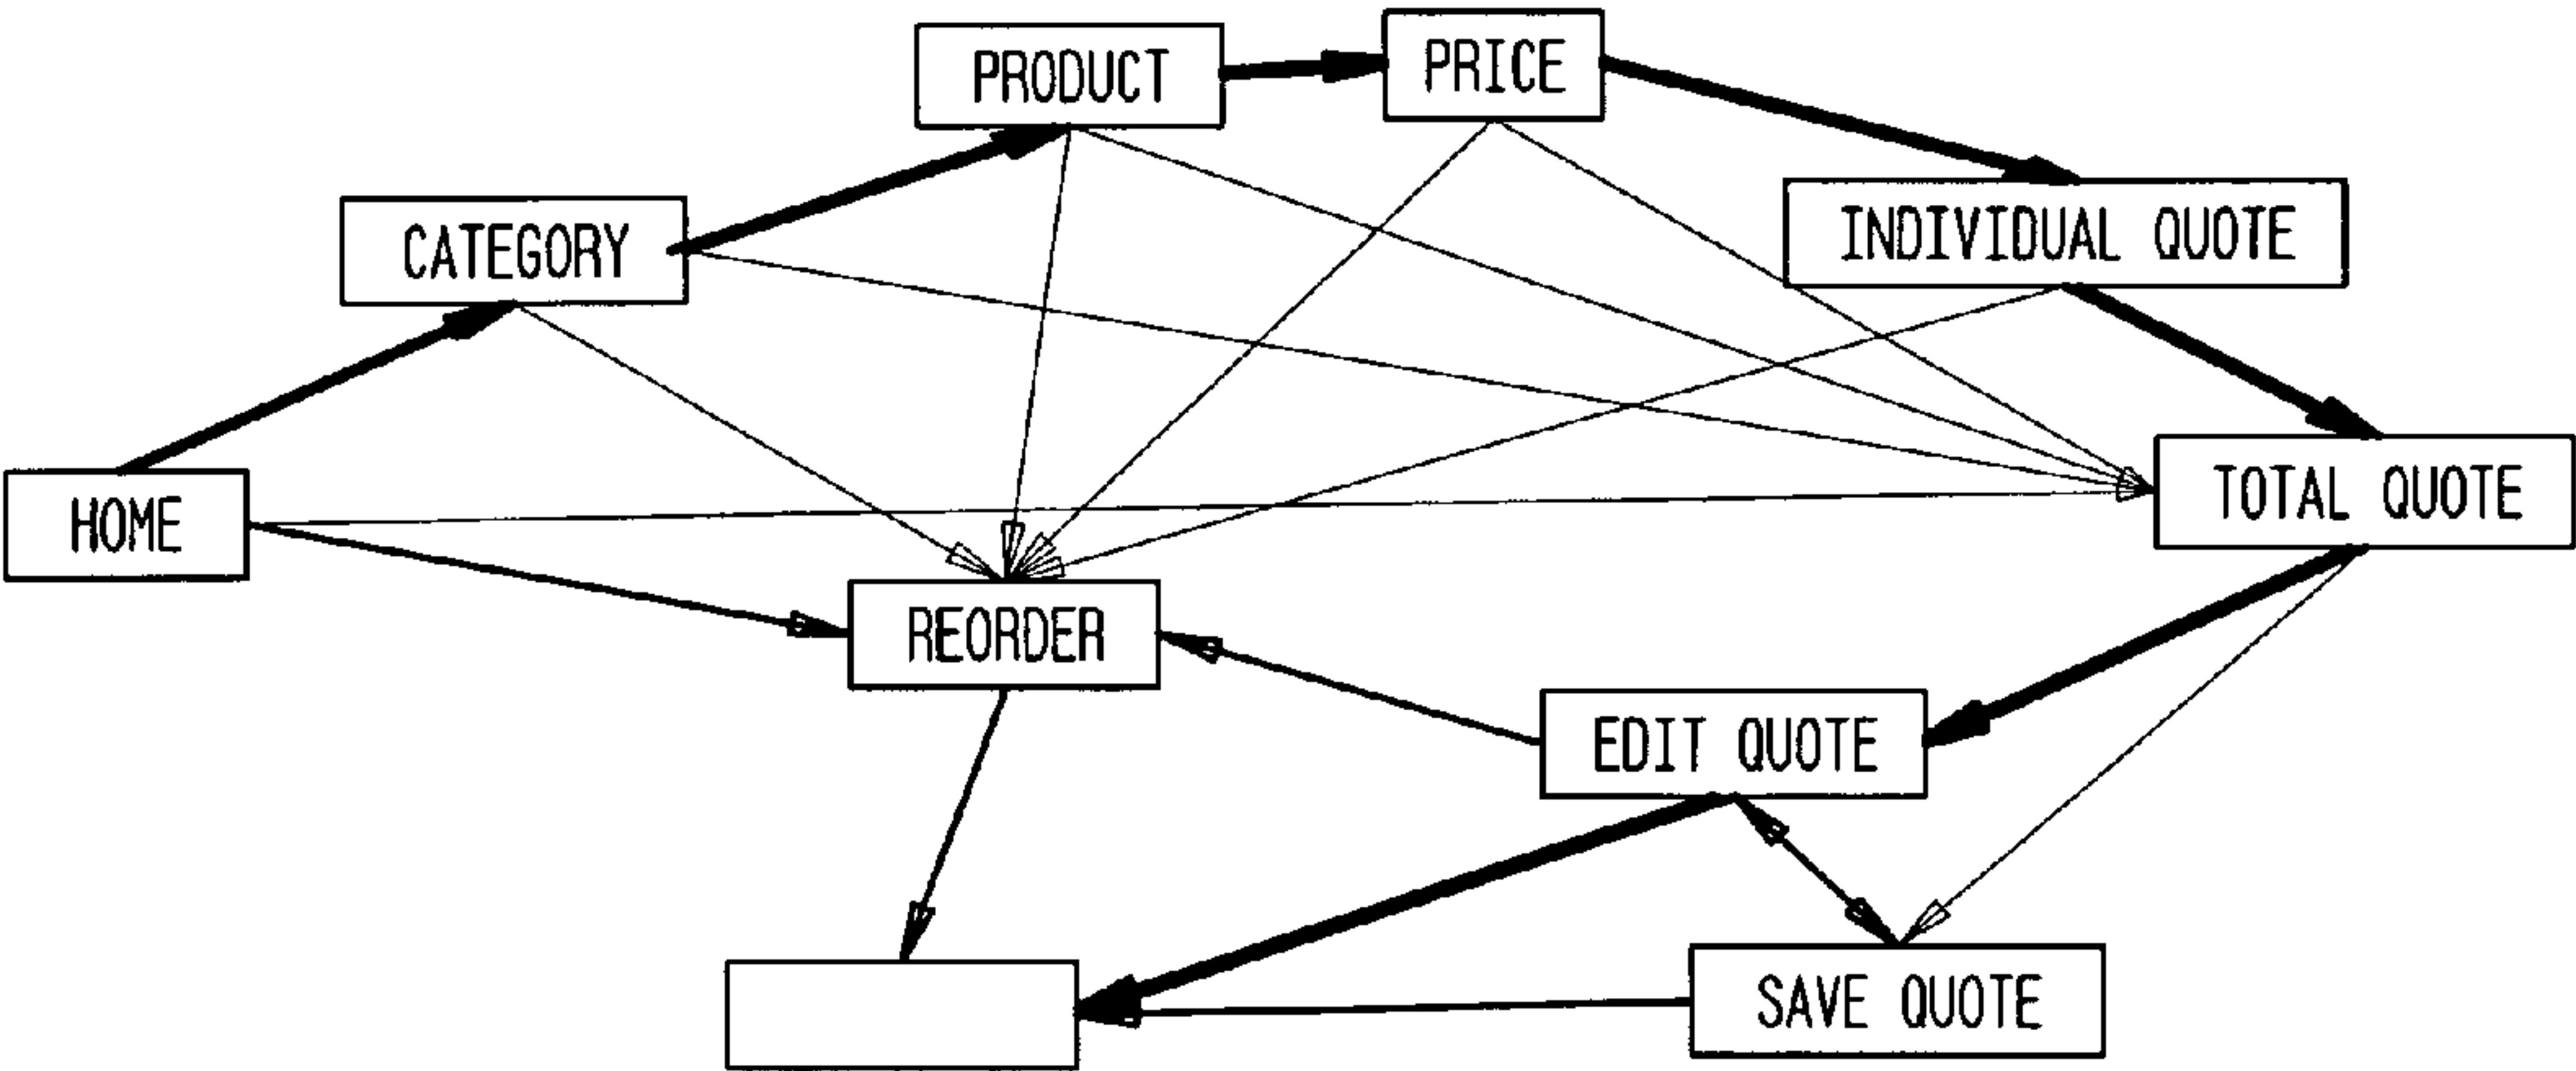 PRODUCT
PRICE
CATEGORY
INDIVIDUAL QUOTE
HOME
TOTAL QUOTE
REORDER
EDIT QUOTE
SAVE QUOTE